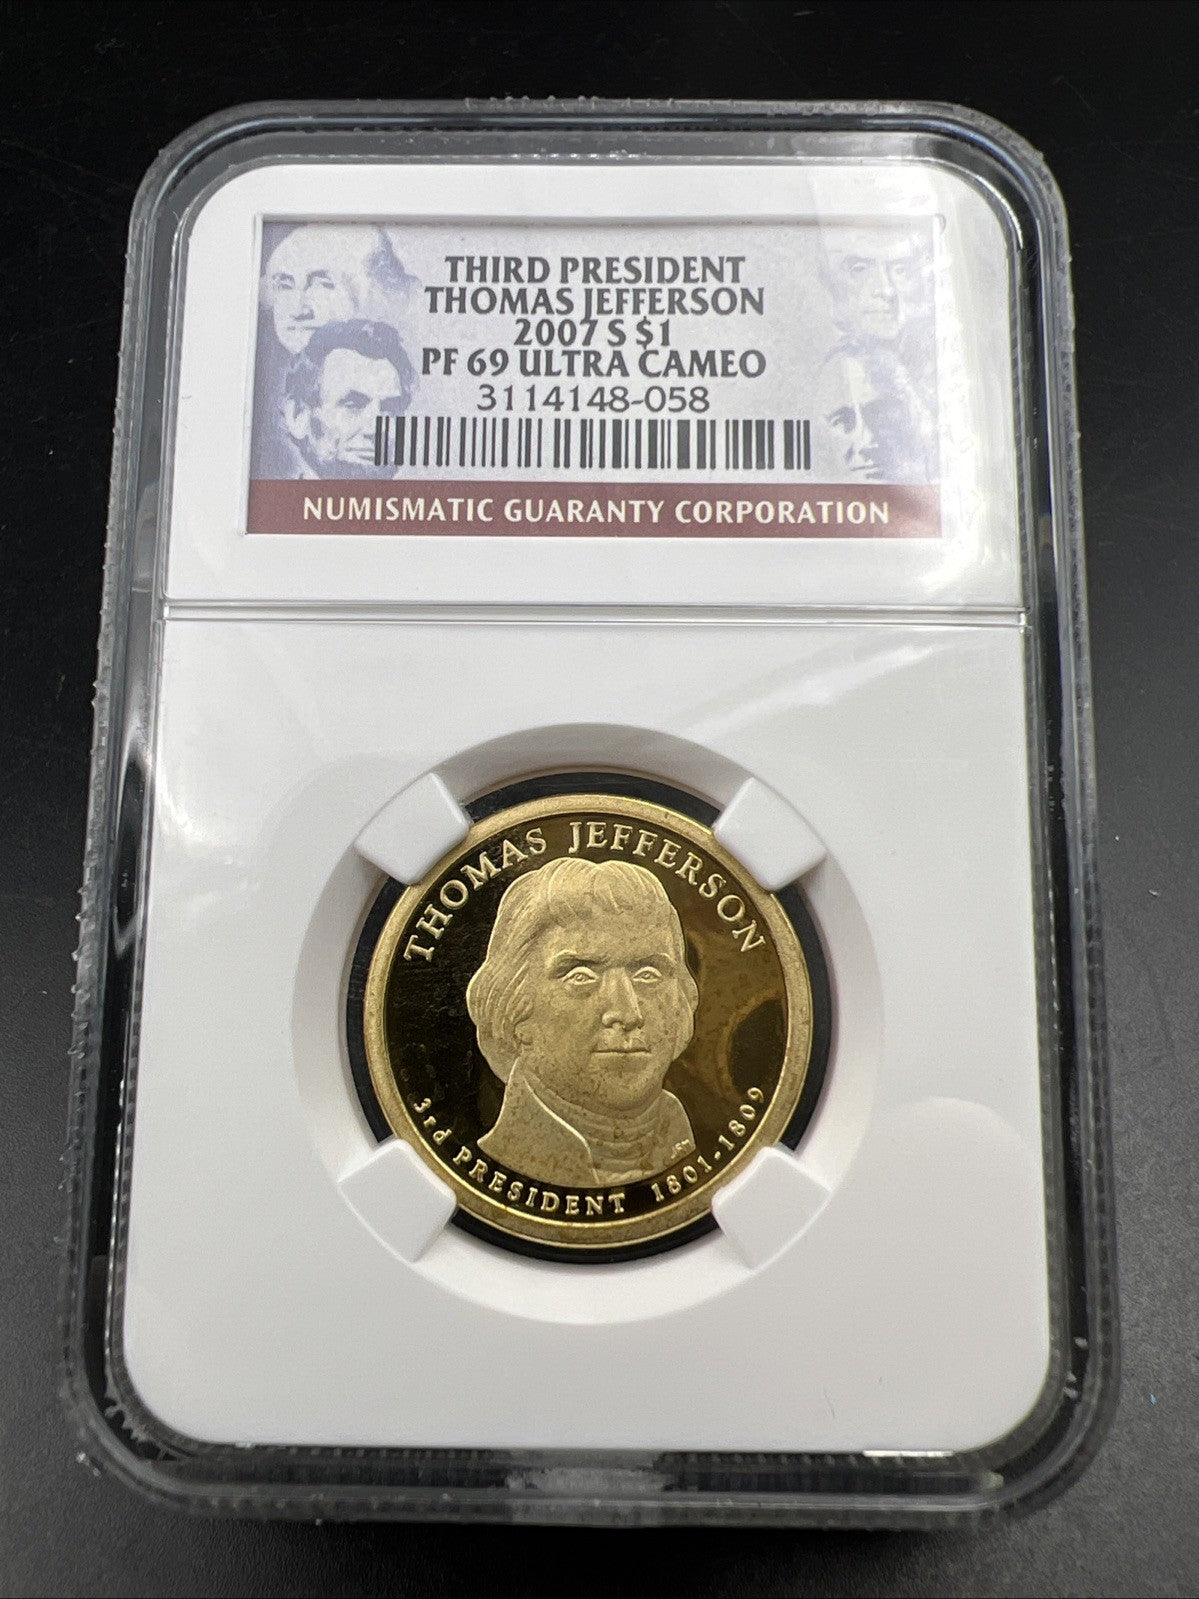 THIRD PRESIDENT
THOMAS JEFFERSON
2007 S $1
PF 69 ULTRA CAMEO
3114148-058
NUMISMATIC GUARANTY CORPORATION
THOMAS JEFFERSON
3rd PRESIDENT 1801-1809